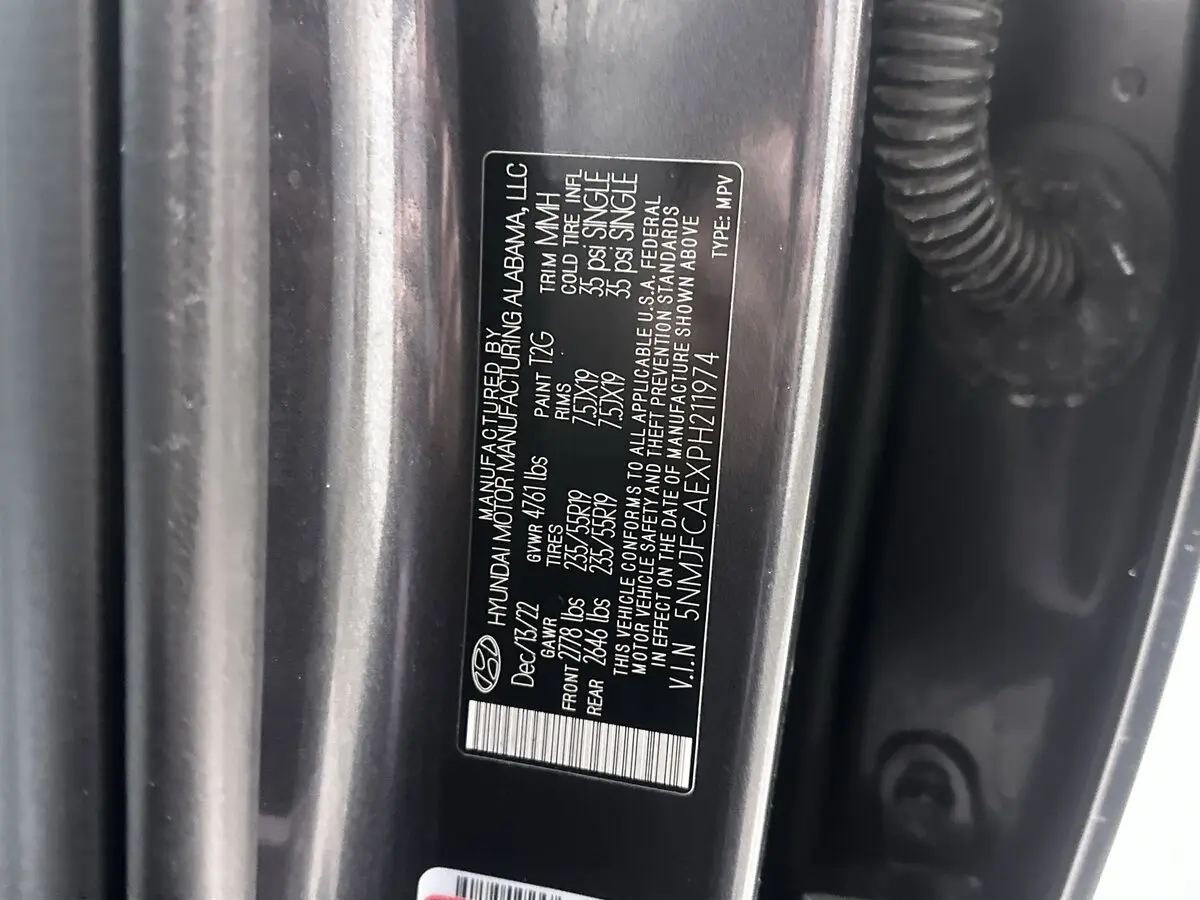 MANUFACTURED BY
HYUNDAI MOTOR MANUFACTURING ALABAMA, LLC
Dec/13/22 GVWR 4761 lbs PAINT T2G TRIM MMH
GAWR TIRES RIMS COLD TIRE INFL
FRONT 2778 lbs 235/55R19 7.5JX19 35 psi SINGLE
REAR 2646 lbs 235/55R19 7.5JX19 35 psi SINGLE
THIS VEHICLE CONFORMS TO ALL APPLICABLE U.S.A. FEDERAL
MOTOR VEHICLE SAFETY AND THEFT PREVENTION STANDARDS
IN EFFECT ON THE DATE OF MANUFACTURE SHOWN ABOVE
V.I.N 5NMJFCAEXPH211974 TYPE: MPV